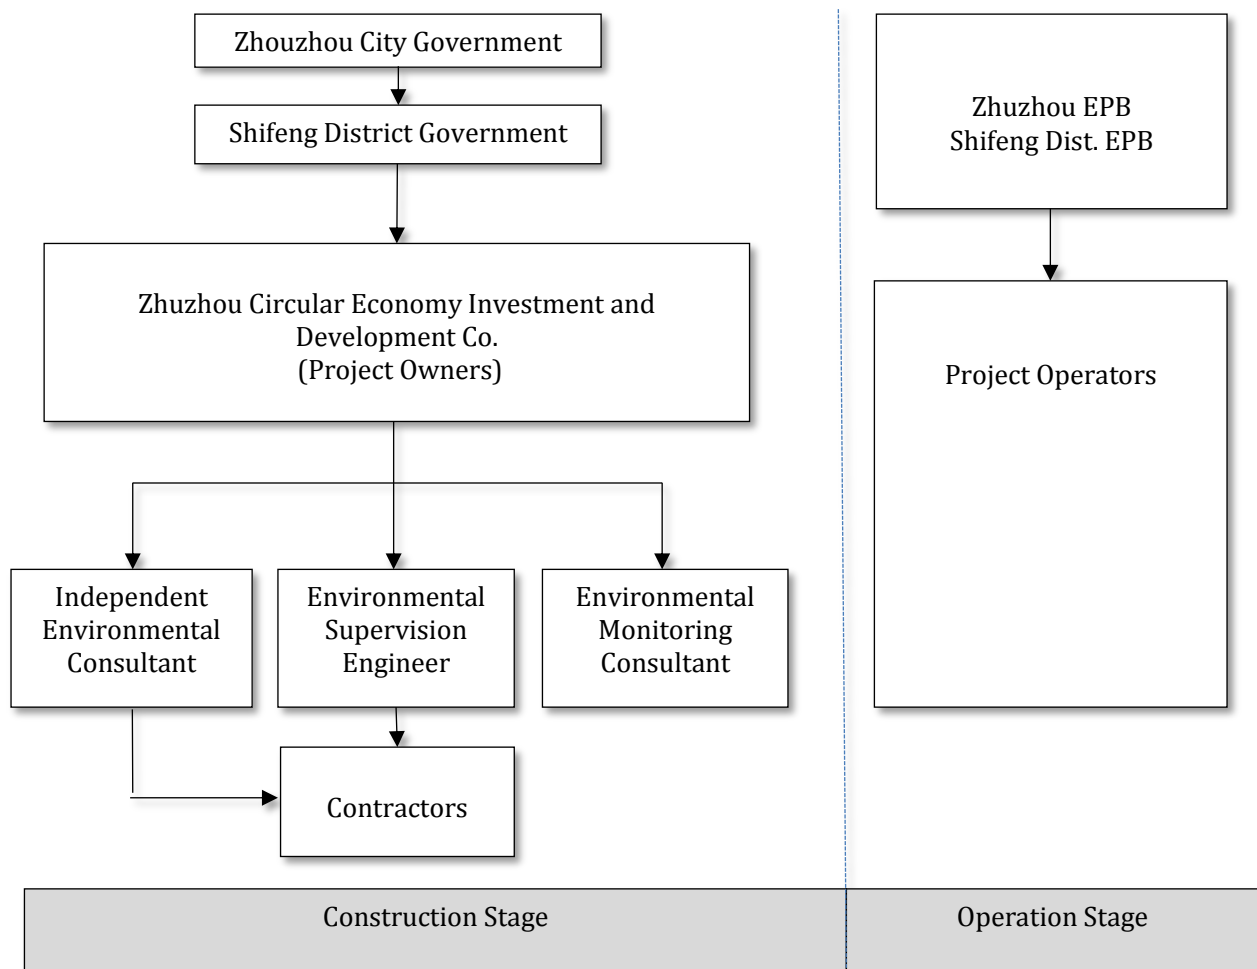 Zhouzhou City Government
Shifeng District Government
Zhuzhou Circular Economy Investment and
Development Co.
(Project Owners)
Independent
Environmental
Consultant
Environmental
Supervision
Engineer
Environmental
Monitoring
Consultant
Contractors
Construction Stage
Zhuzhou EPB
Shifeng Dist. EPB
Project Operators
Operation Stage